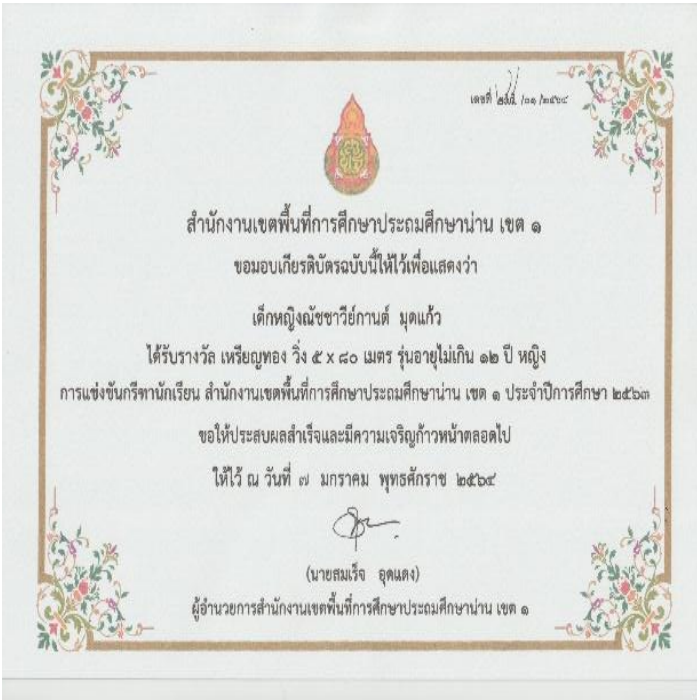 เลขที่ /๐๑ /๒๕๖๔
สำนักงานเขตพื้นที่การศึกษาประถมศึกษาน่าน เขต ๑
ขอมอบเกียรติบัตรฉบับนี้ให้ไว้เพื่อแสดงว่า
เด็กหญิงณัชชาวีย์กานต์ มุดแก้ว
ได้รับรางวัล เหรียญทอง วิ่ง ๕ x ๘๐ เมตร รุ่นอายุไม่เกิน ๑๒ ปี หญิง
การแข่งขันกรีฑานักเรียน สำนักงานเขตพื้นที่การศึกษาประถมศึกษาน่าน เขต ๑ ประจำปีการศึกษา ๒๕๖๓
ขอให้ประสบผลสำเร็จและมีความเจริญก้าวหน้าตลอดไป
ให้ไว้ ณ วันที่ ๗ มกราคม พุทธศักราช ๒๕๖๔
(นายสมเร็จ อุดแดง)
ผู้อำนวยการสำนักงานเขตพื้นที่การศึกษาประถมศึกษาน่าน เขต ๑